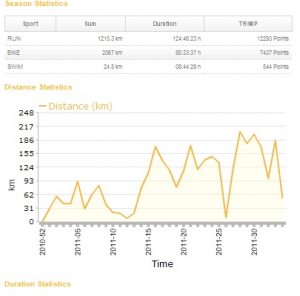 Season Statistics
Sport Sum Duration TRIMP
RUN 1215.3 km 124:46:23 h 12293 Points
BIKE 2067 km 88:53:37 h 7437 Points
SWIM 24.8 km 08:44:29 h 544 Points
Distance Statistics
Distance (km)
248
217
186
155
124
93
62
31
0
km
2010-52
2011-05
2011-10
2011-15
2011-20
2011-25
2011-30
Time
Duration Statistics